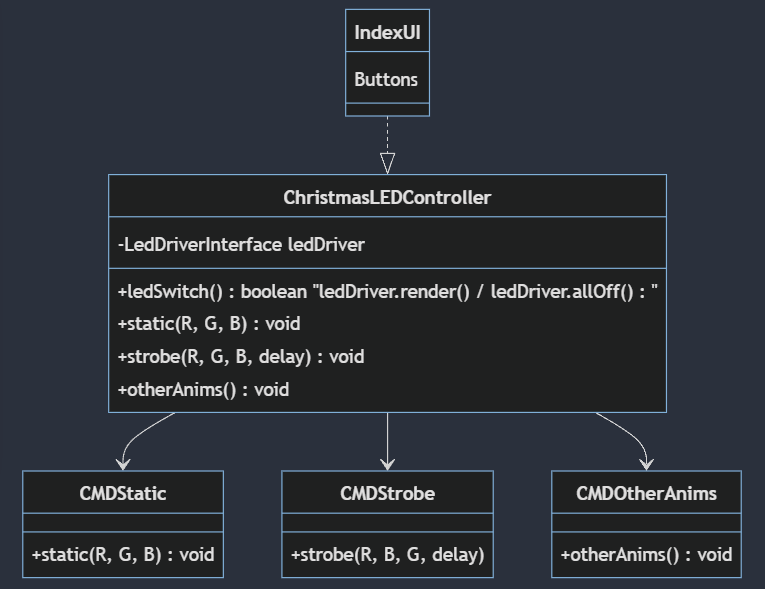 IndexUI
Buttons
ChristmasLEDController
-LedDriverInterface ledDriver
+ledSwitch() : boolean "ledDriver.render() / ledDriver.allOff() : "
+static(R, G, B) : void
+strobe(R, G, B, delay) : void
+otherAnims() : void
CMDStatic
+static(R, G, B) : void
CMDStrobe
+strobe(R, B, G, delay)
CMDOtherAnims
+otherAnims() : void